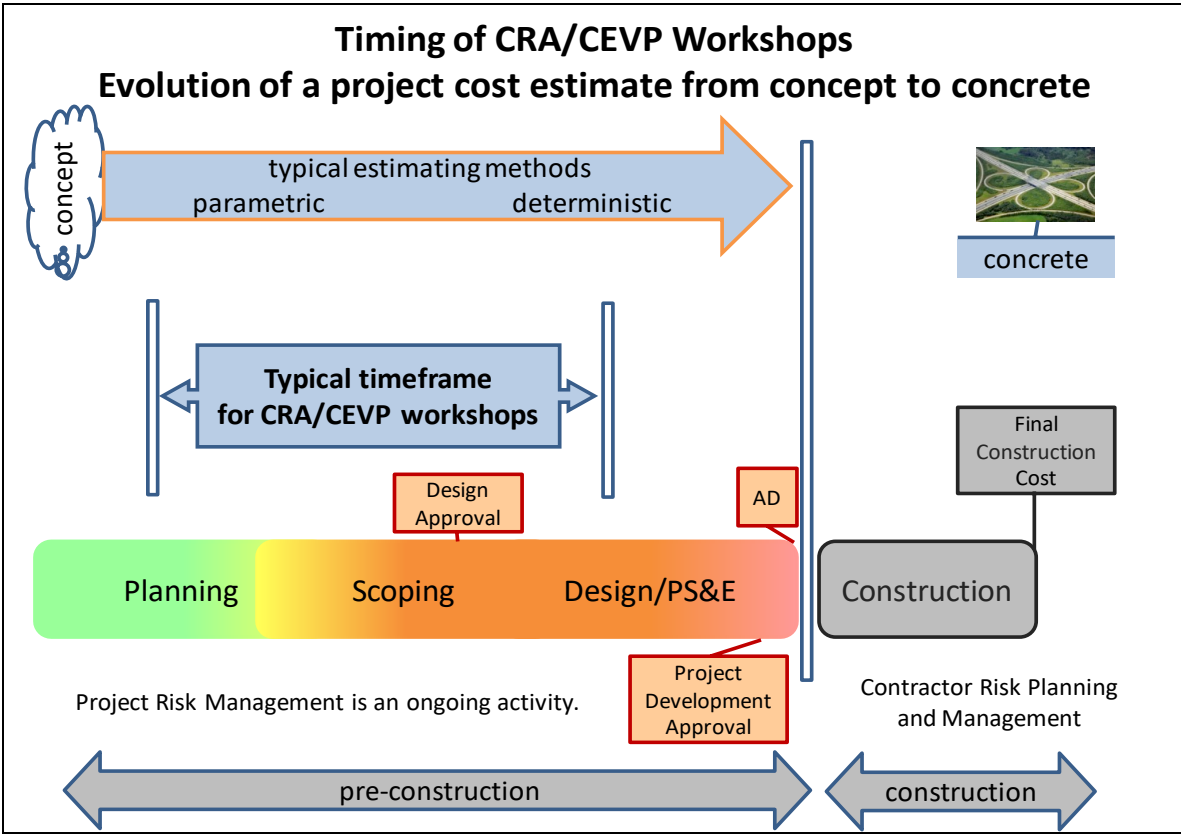 Timing of CRA/CEVP Workshops
Evolution of a project cost estimate from concept to concrete
concept
typical estimating methods
parametric deterministic
concrete
Typical timeframe
for CRA/CEVP workshops
Final
Construction
Cost
Design
Approval
AD
Planning Scoping Design/PS&E Construction
Project
Development
Approval
Project Risk Management is an ongoing activity.
Contractor Risk Planning
and Management
pre-construction
construction